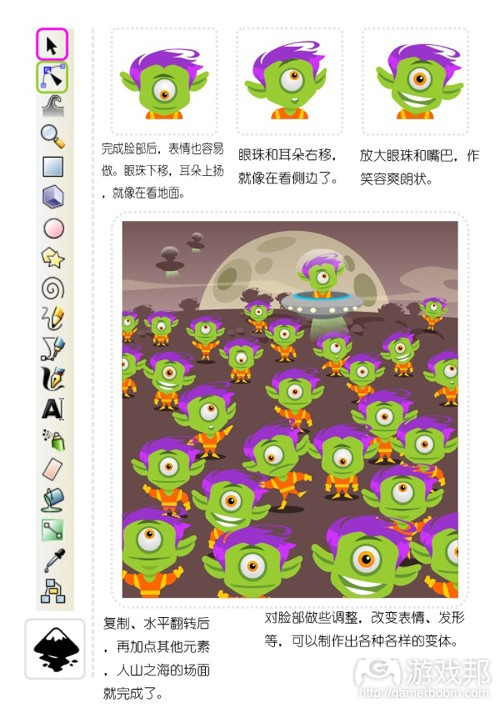 完成脸部后，表情也容易
做。眼珠下移，耳朵上扬
，就像在看地面。
眼珠和耳朵右移，
就像在看侧边了。
放大眼珠和嘴巴，作
笑容爽朗状。
复制、水平翻转后
，再加点其他元素
，人山之海的场面
就完成了。
对脸部做些调整，改变表情、发形
等，可以制作出各种各样的变体。
游戏邦
http://gamerboom.com